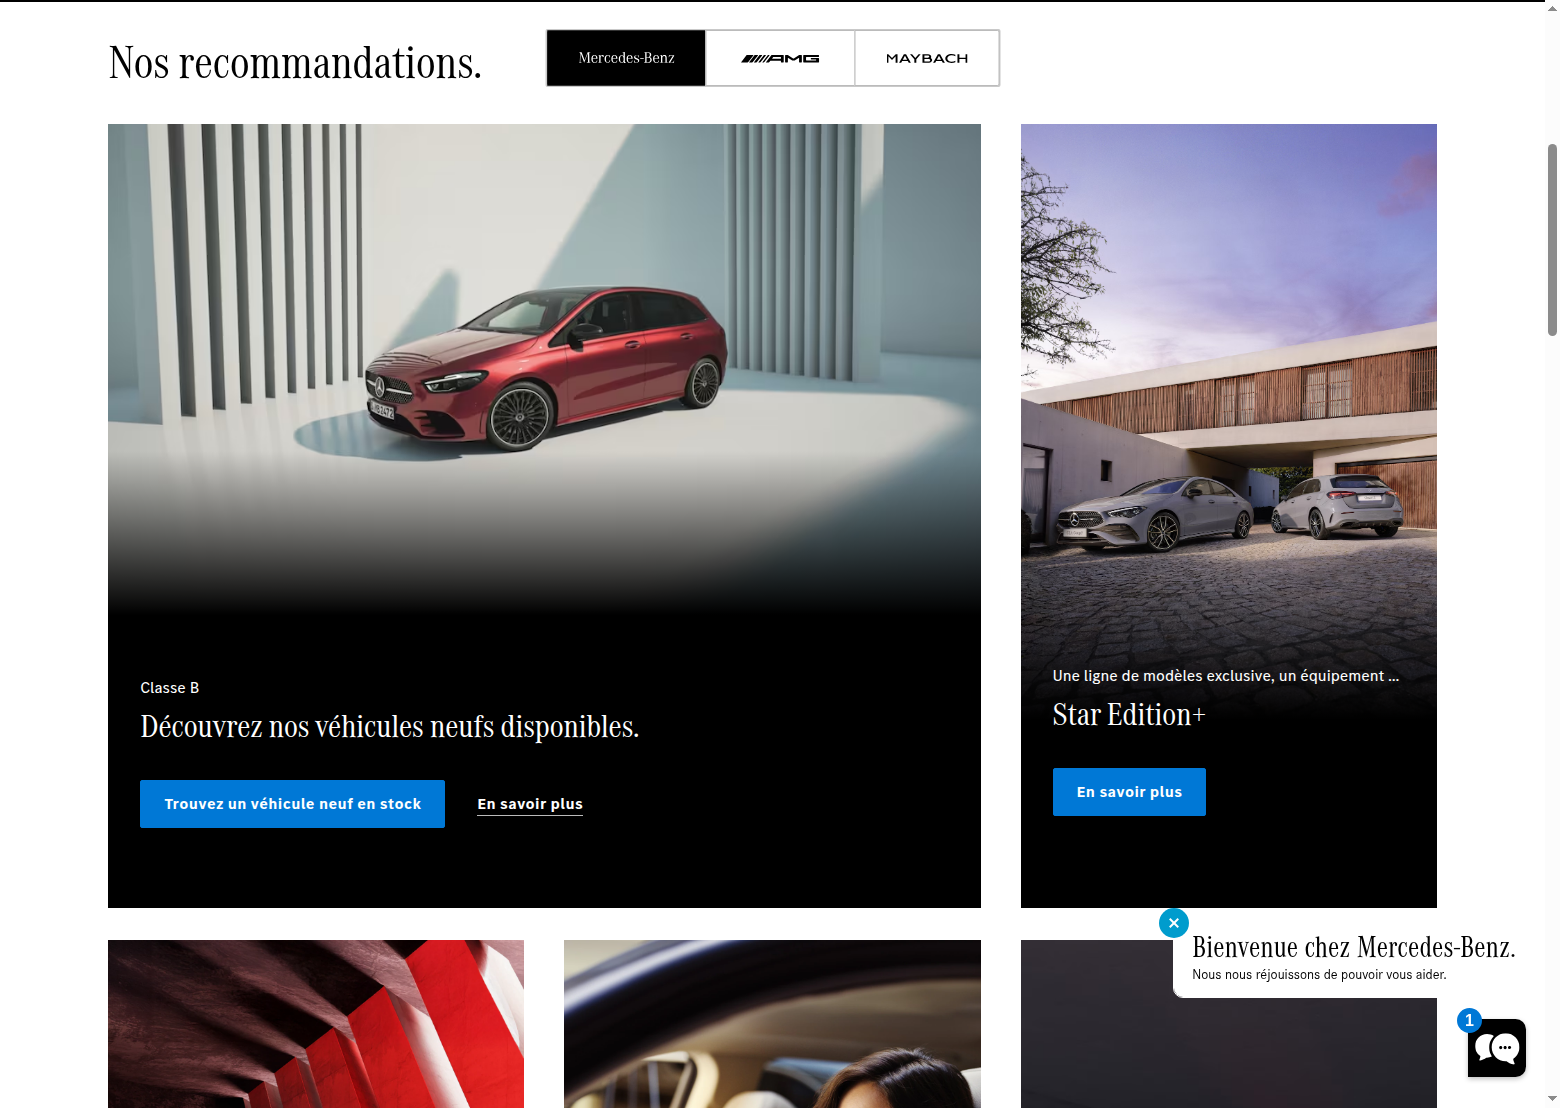 Nos recommandations.
Mercedes-Benz
AMG
MAYBACH
Classe B
Découvrez nos véhicules neufs disponibles.
Trouvez un véhicule neuf en stock
En savoir plus
Une ligne de modèles exclusive, un équipement ...
Star Edition+
En savoir plus
Bienvenue chez Mercedes-Benz.
Nous nous réjouissons de pouvoir vous aider.
1